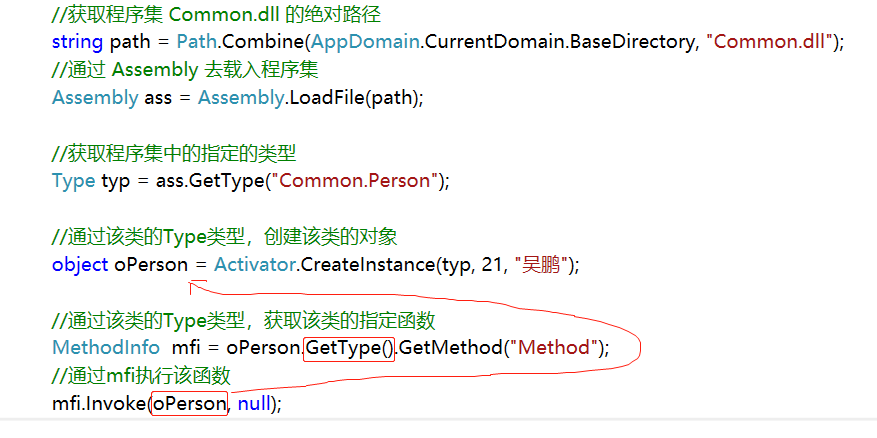 //获取程序集 Common.dll 的绝对路径
string path = Path.Combine(AppDomain.CurrentDomain.BaseDirectory, "Common.dll");
//通过 Assembly 去载入程序集
Assembly ass = Assembly.LoadFile(path);
//获取程序集中的指定的类型
Type typ = ass.GetType("Common.Person");
//通过该类的Type类型，创建该类的对象
object oPerson = Activator.CreateInstance(typ, 21, "吴鹏");
//通过该类的Type类型，获取该类的指定函数
MethodInfo  mfi = oPerson.GetType().GetMethod("Method");
//通过mfi执行该函数
mfi.Invoke(oPerson, null);